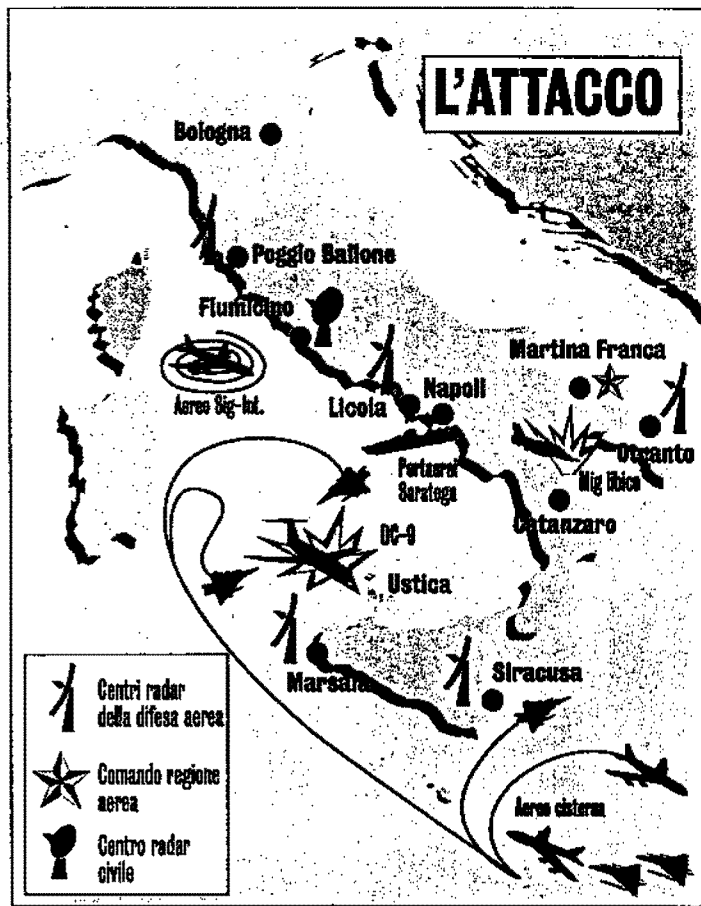 L'ATTACCO
Bologna
Poggio Ballone
Fiumicino
Aereo Sig-Int.
Licola
Napoli
Martina Franca
Otranto
Portaerei
Saratoga
Mig libico
Catanzaro
DC-9
Ustica
Marsala
Siracusa
Aereo cisterna
Centri radar
della difesa aerea
Comando regione
aerea
Centro radar
civile